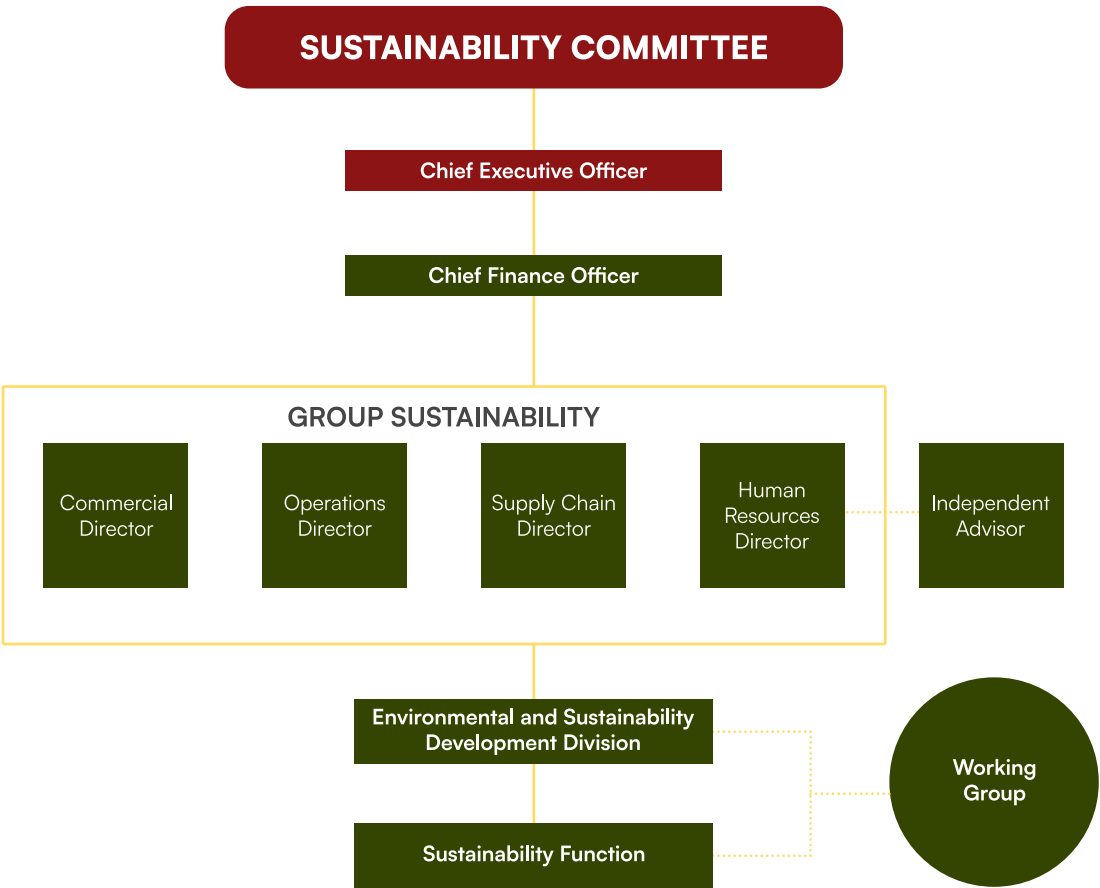 SUSTAINABILITY COMMITTEE
Chief Executive Officer
Chief Finance Officer
GROUP SUSTAINABILITY
Commercial
Director
Operations
Director
Supply Chain
Director
Human
Resources
Director
Independent
Advisor
Environmental and Sustainability
Development Division
Working
Group
Sustainability Function